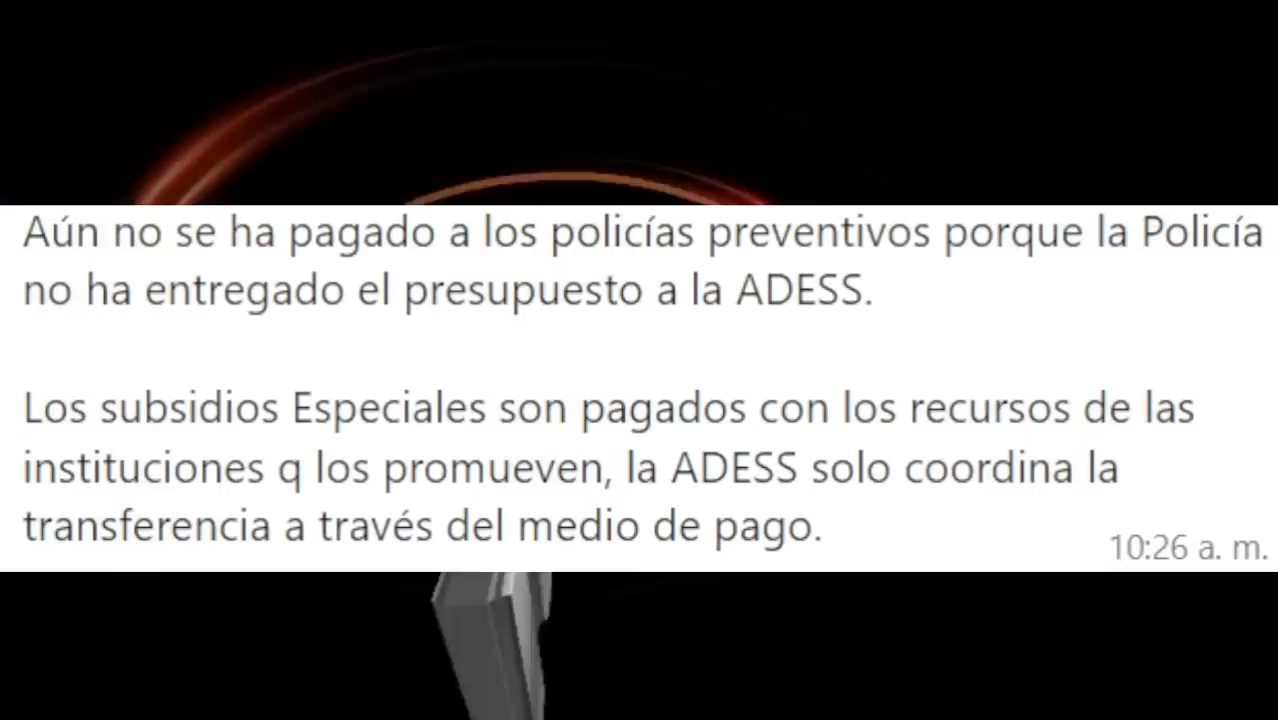 Aún no se ha pagado a los policías preventivos porque la Policía
no ha entregado el presupuesto a la ADESS.
Los subsidios Especiales son pagados con los recursos de las
instituciones q los promueven, la ADESS solo coordina la
transferencia a través del medio de pago.
10:26 a. m.